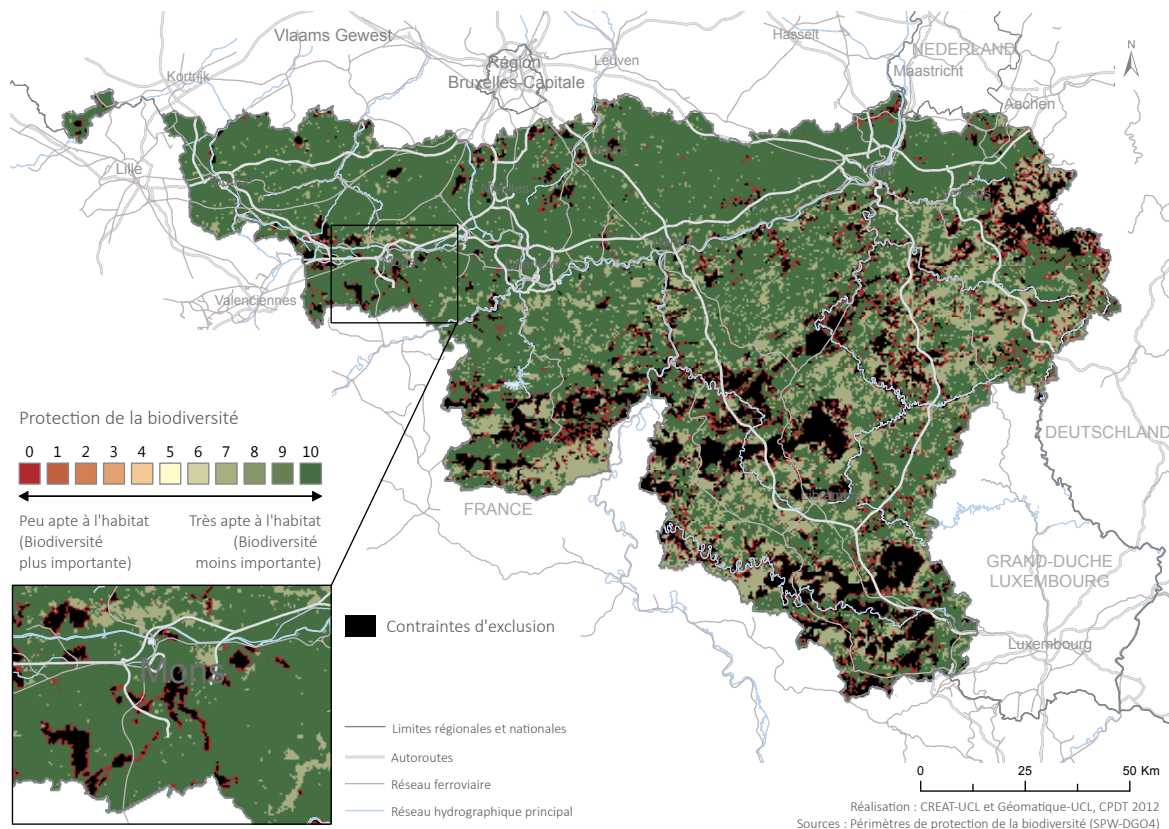 Vlaams Gewest
Hasselt
NEDERLAND
N
Kortrijk
Région
Bruxelles-Capitale
Leuven
Maastricht
Aachen
Lille
Valenciennes
Protection de la biodiversité
0 1 2 3 4 5 6 7 8 9 10
Peu apte à l'habitat
(Biodiversité
plus importante)
Très apte à l'habitat
(Biodiversité
moins importante)
FRANCE
DEUTSCHLAND
GRAND-DUCHE
LUXEMBOURG
Luxembourg
Mons
Contraintes d'exclusion
Limites régionales et nationales
Autoroutes
Réseau ferroviaire
Réseau hydrographique principal
0 25 50 Km
Réalisation : CREAT-UCL et Géomatique-UCL, CPDT 2012
Sources : Périmètres de protection de la biodiversité (SPW-DGO4)